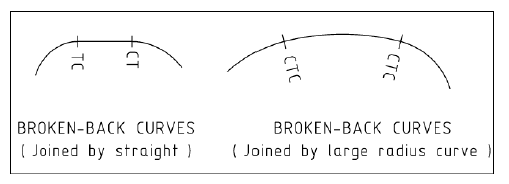 TC
CT
CTC
CTC
BROKEN-BACK CURVES
( Joined by straight )
BROKEN-BACK CURVES
( Joined by large radius curve )